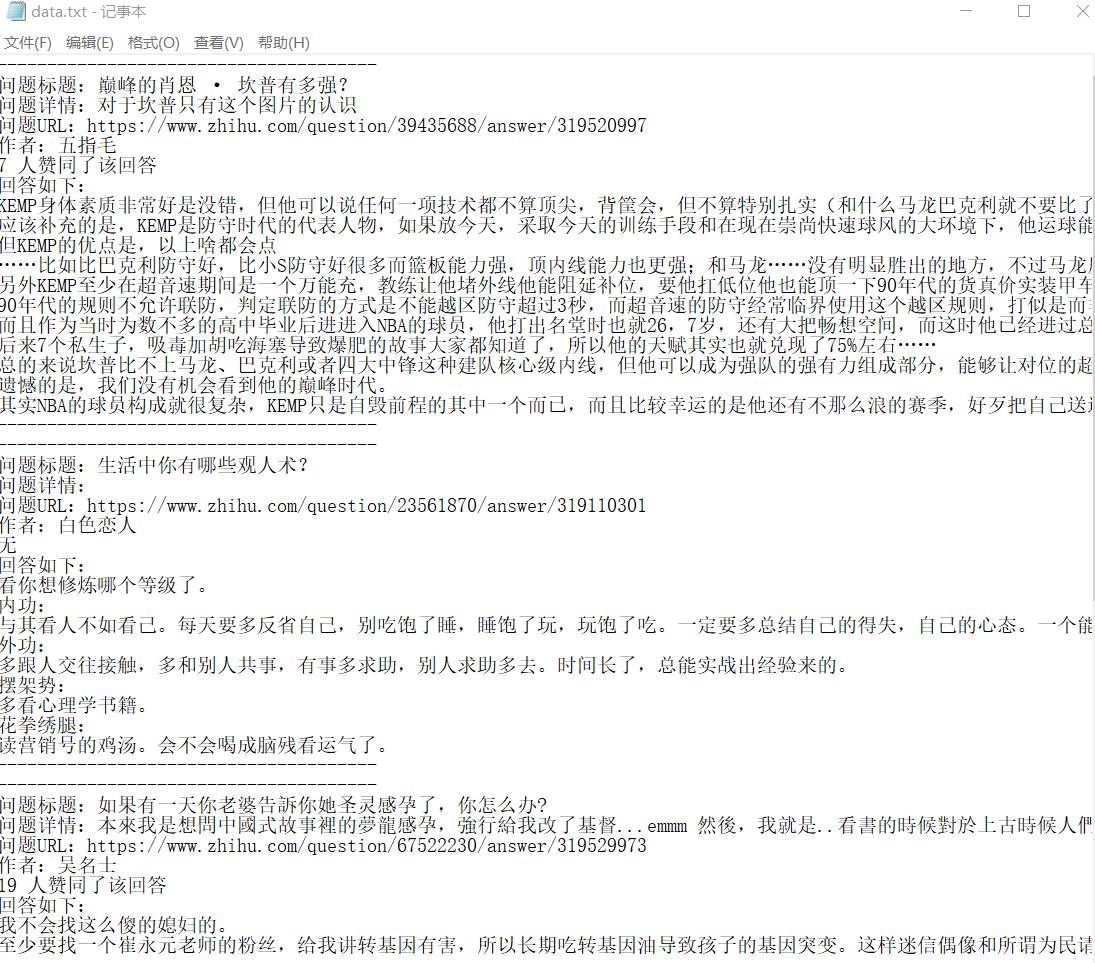 data.txt - 记事本
文件(F) 编辑(E) 格式(O) 查看(V) 帮助(H)
---------------------------------------
问题标题：巅峰的肖恩 · 坎普有多强？
问题详情：对于坎普只有这个图片的认识
问题URL：https://www.zhihu.com/question/39435688/answer/319520997
作者：五指毛
7 人赞同了该回答
回答如下：
KEMP身体素质非常好是没错，但他可以说任何一项技术都不算顶尖，背筐会，但不算特别扎实（和什么马龙巴克利就不要比了
应该补充的是，KEMP是防守时代的代表人物，如果放今天，采取今天的训练手段和在现在崇尚快速球风的大环境下，他运球能
但KEMP的优点是，以上啥都会点
……比如比巴克利防守好，比小S防守好很多而篮板能力强，顶内线能力也更强；和马龙……没有明显胜出的地方，不过马龙
另外KEMP至少在超音速期间是一个万能充，教练让他堵外线他能阻延补位，要他扛低位他也能顶一下90年代的货真价实装甲车
90年代的规则不允许联防，判定联防的方式是不能越区防守超过3秒，而超音速的防守经常临界使用这个越区规则，打似是而
而且作为当时为数不多的高中毕业后进进入NBA的球员，他打出名堂时也就26，7岁，还有大把畅想空间，而这时他已经进过总
后来7个私生子，吸毒加胡吃海塞导致爆肥的故事大家都知道了，所以他的天赋其实也就兑现了75%左右……
总的来说坎普比不上马龙、巴克利或者四大中锋这种建队核心级内线，但他可以成为强队的强有力组成部分，能够让对位的超
遗憾的是，我们没有机会看到他的巅峰时代。
其实NBA的球员构成就很复杂，KEMP只是自毁前程的其中一个而已，而且比较幸运的是他还有不那么浪的赛季，好歹把自己送
---------------------------------------
---------------------------------------
问题标题：生活中你有哪些观人术？
问题详情：
问题URL：https://www.zhihu.com/question/23561870/answer/319110301
作者：白色恋人
无
回答如下：
看你想修炼哪个等级了。
内功：
与其看人不如看己。每天要多反省自己，别吃饱了睡，睡饱了玩，玩饱了吃。一定要多总结自己的得失，自己的心态。一个能
外功：
多跟人交往接触，多和别人共事，有事多求助，别人求助多去。时间长了，总能实战出经验来的。
摆架势：
多看心理学书籍。
花拳绣腿：
读营销号的鸡汤。会不会喝成脑残看运气了。
---------------------------------------
---------------------------------------
问题标题：如果有一天你老婆告訴你她圣灵感孕了，你怎么办?
问题详情：本來我是想問中國式故事裡的夢龍感孕，強行給我改了基督...emmm 然後，我就是..看書的時候對於上古時候人們
问题URL：https://www.zhihu.com/question/67522230/answer/319529973
作者：吴名士
19 人赞同了该回答
回答如下：
我不会找这么傻的媳妇的。
至少要找一个崔永元老师的粉丝，给我讲转基因有害，所以长期吃转基因油导致孩子的基因突变。这样迷信偶像和所谓为民请